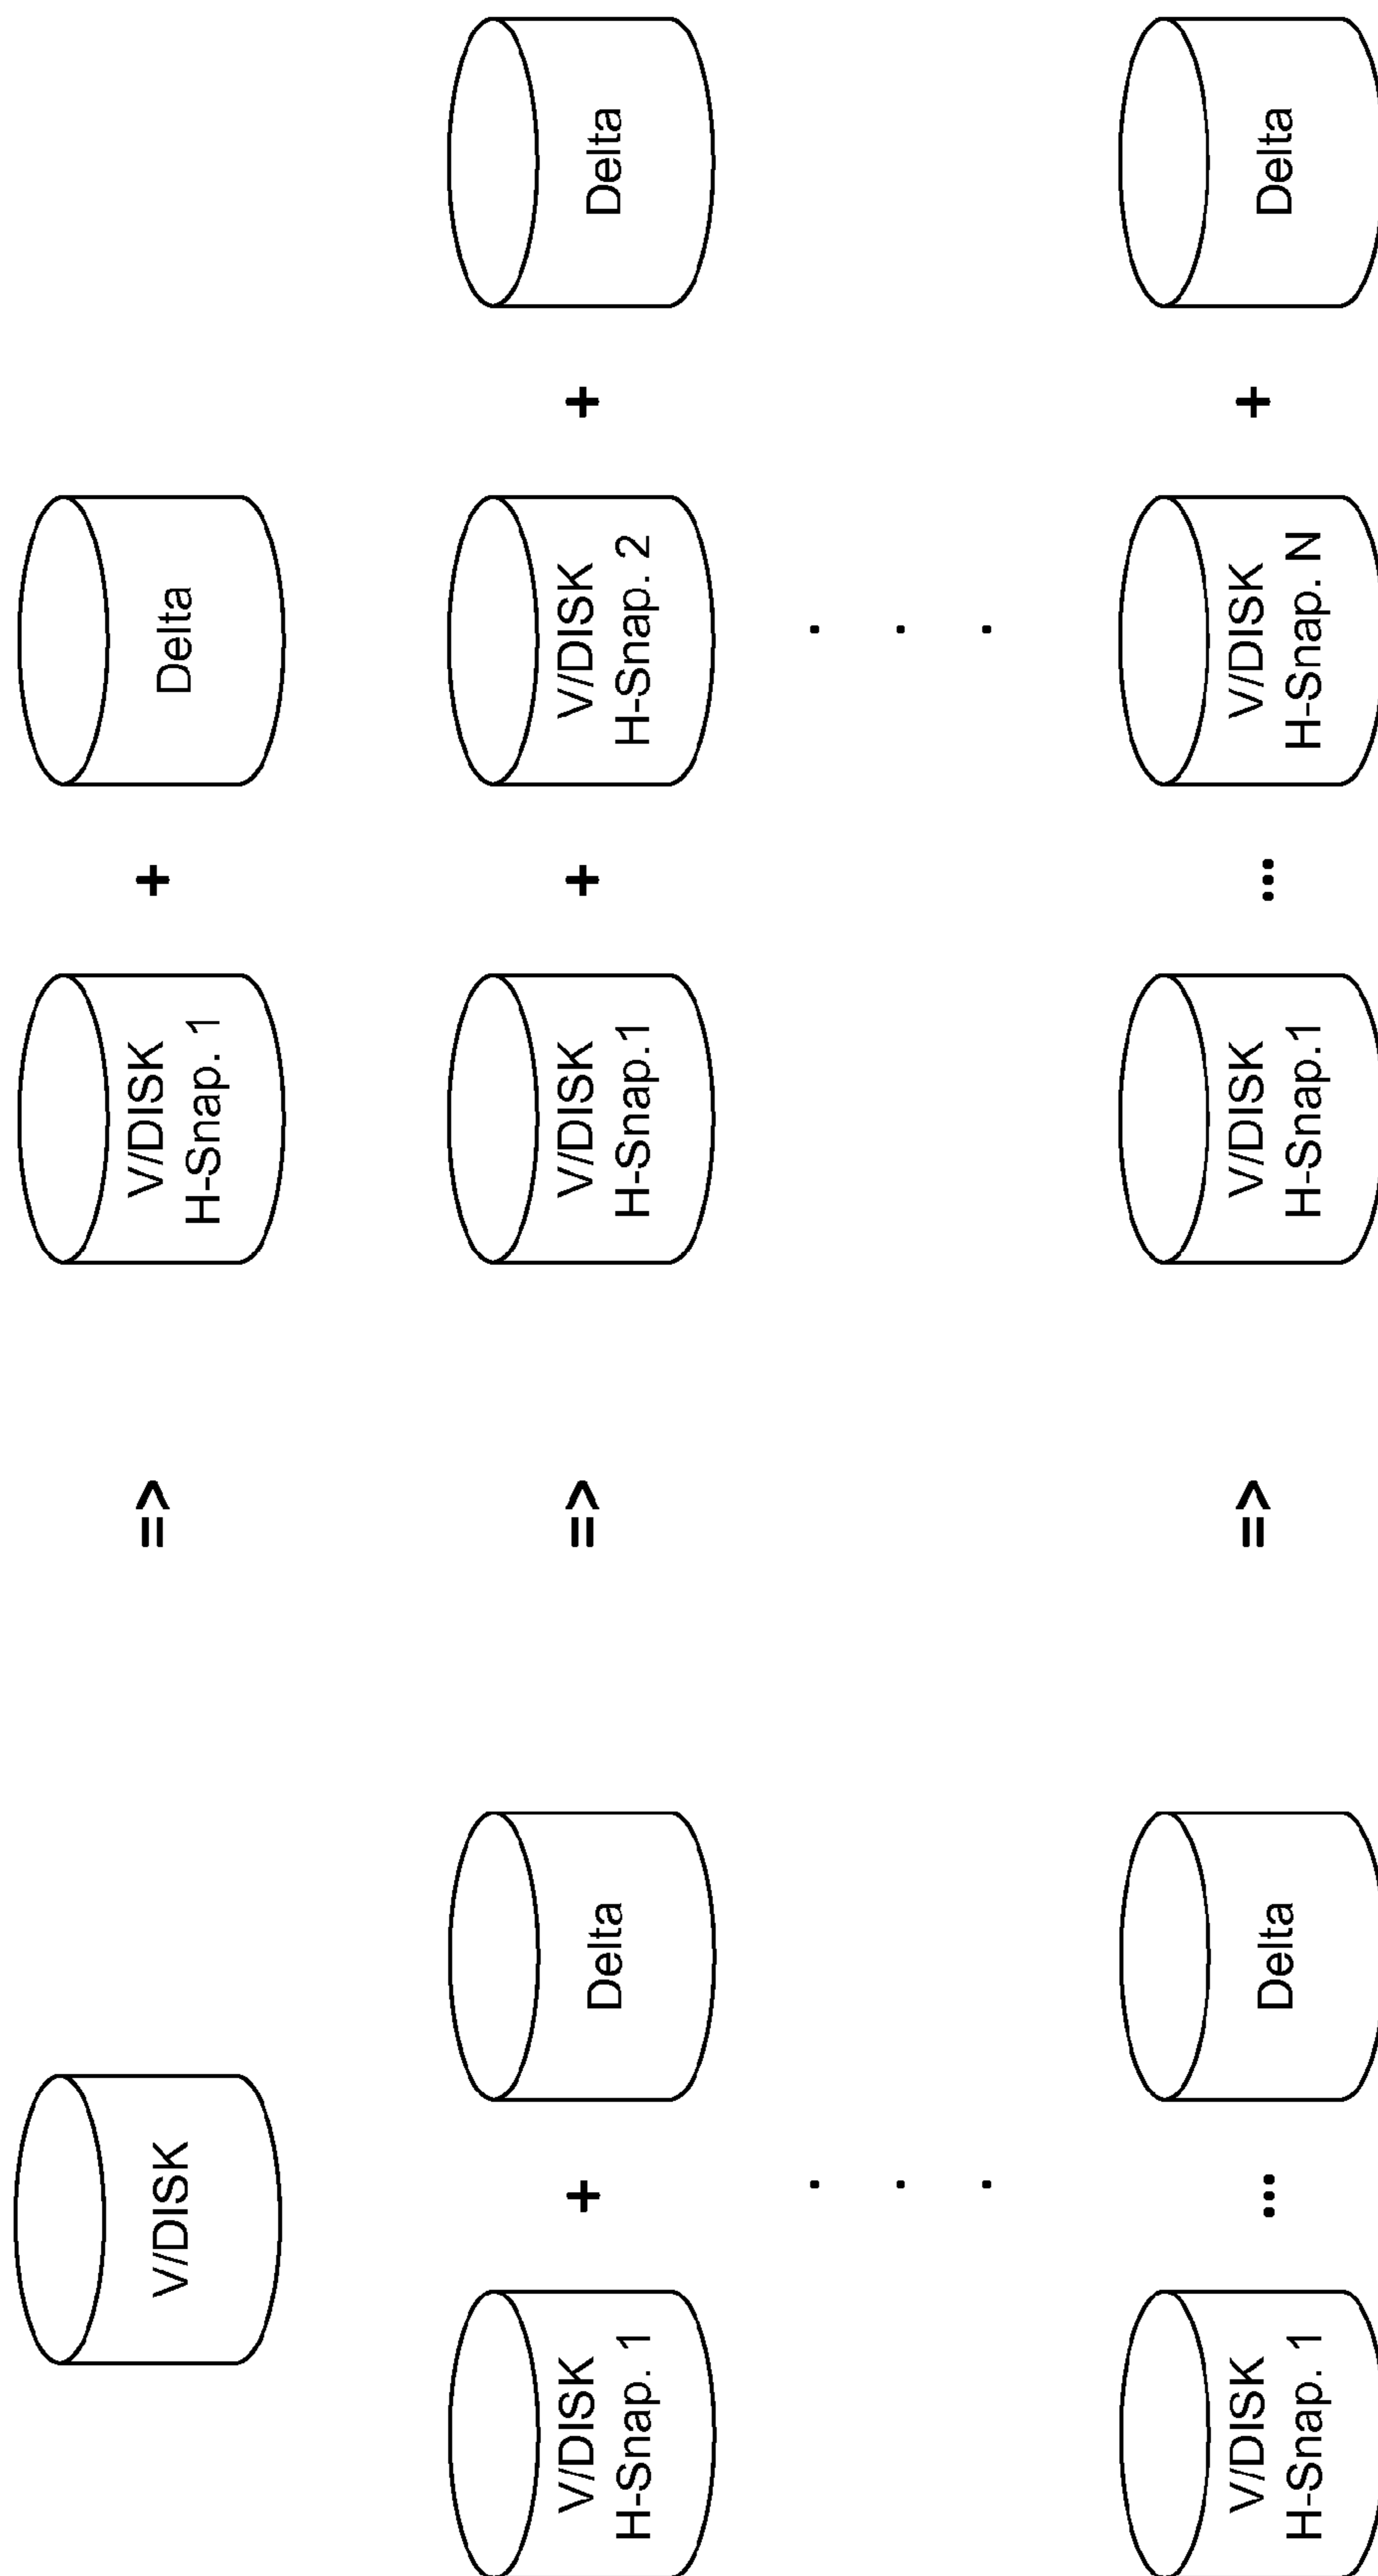 V/DISK
=>
V/DISK
H-Snap. 1
+
Delta
V/DISK
H-Snap. 1
+
Delta
=>
V/DISK
H-Snap.1
+
V/DISK
H-Snap. 2
+
Delta
.
.
.
.
.
.
V/DISK
H-Snap. 1
...
Delta
=>
V/DISK
H-Snap.1
...
V/DISK
H-Snap. N
+
Delta